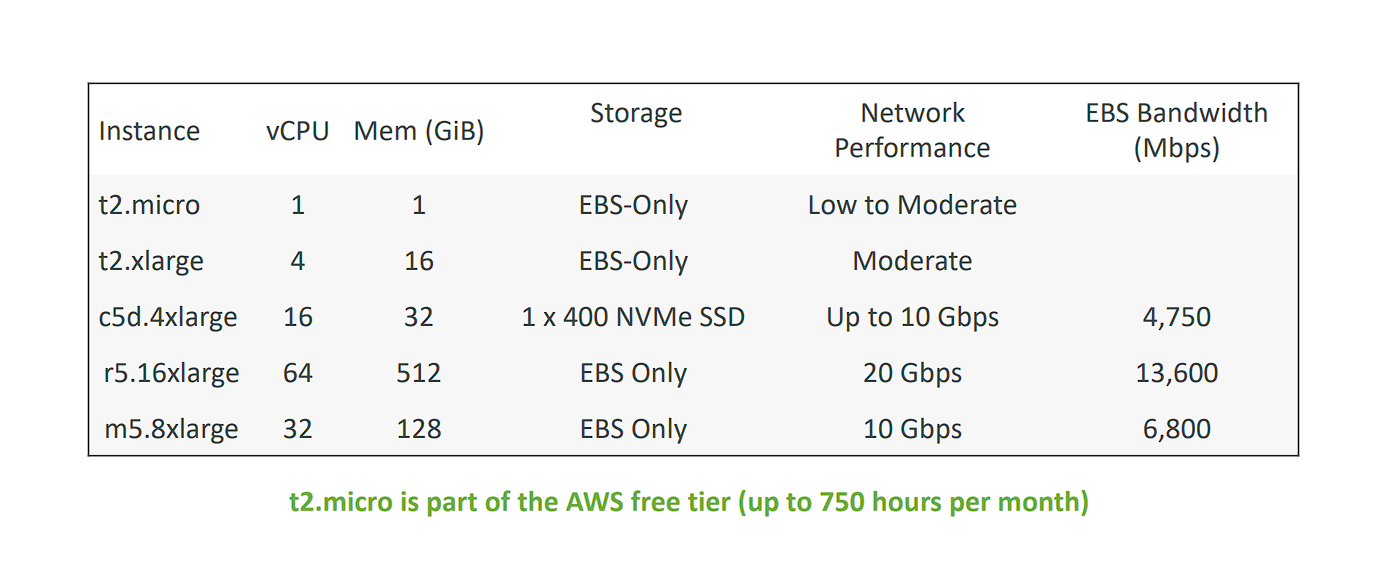 Instance vCPU Mem (GiB) Storage Network Performance EBS Bandwidth (Mbps)
t2.micro 1 1 EBS-Only Low to Moderate
t2.xlarge 4 16 EBS-Only Moderate
c5d.4xlarge 16 32 1 x 400 NVMe SSD Up to 10 Gbps 4,750
r5.16xlarge 64 512 EBS Only 20 Gbps 13,600
m5.8xlarge 32 128 EBS Only 10 Gbps 6,800
t2.micro is part of the AWS free tier (up to 750 hours per month)